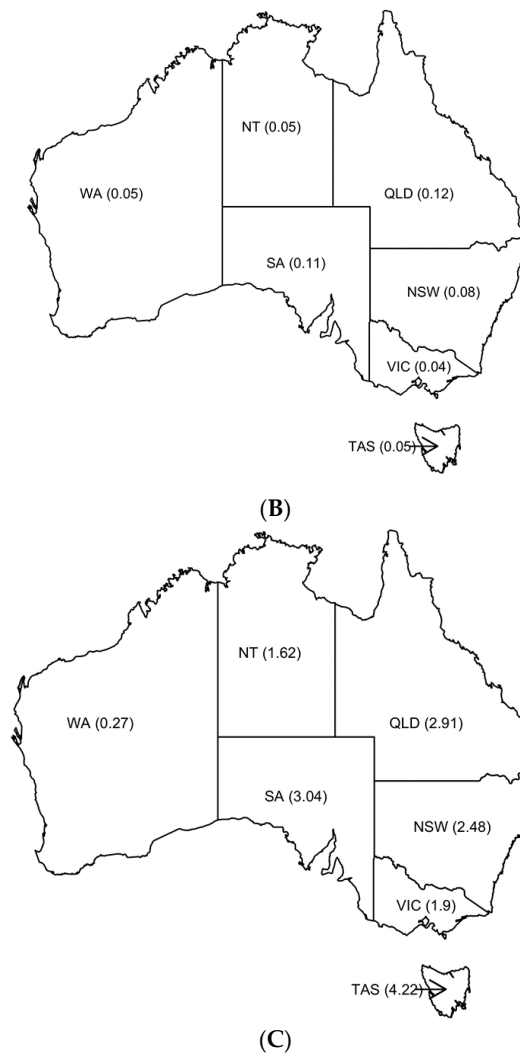 NT (0.05)
WA (0.05)
QLD (0.12)
SA (0.11)
NSW (0.08)
VIC (0.04)
TAS (0.05)
(B)
NT (1.62)
WA (0.27)
QLD (2.91)
SA (3.04)
NSW (2.48)
VIC (1.9)
TAS (4.22)
(C)